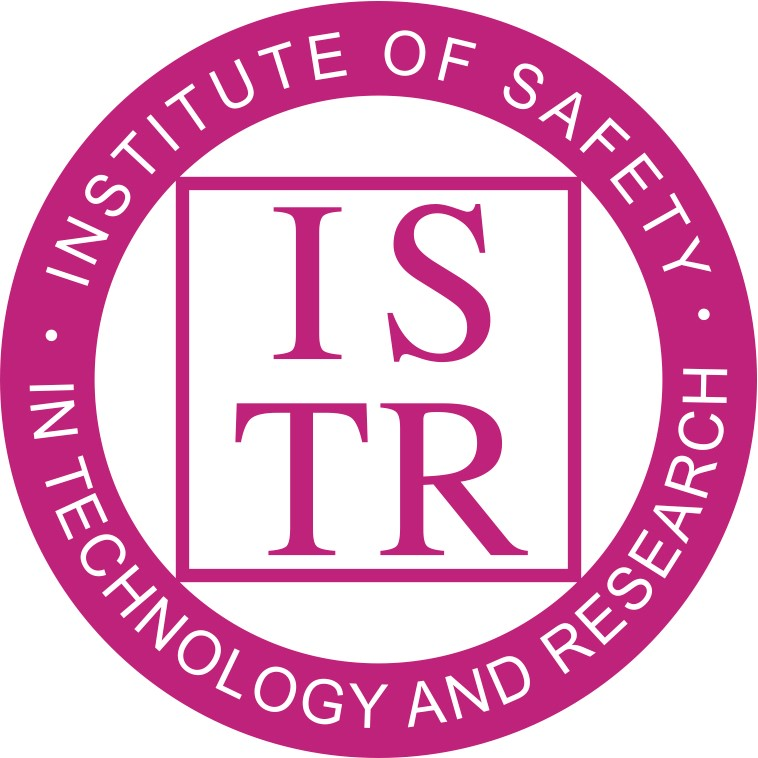 INSTITUTE OF SAFETY
IS
TR
• IN TECHNOLOGY AND RESEARCH •